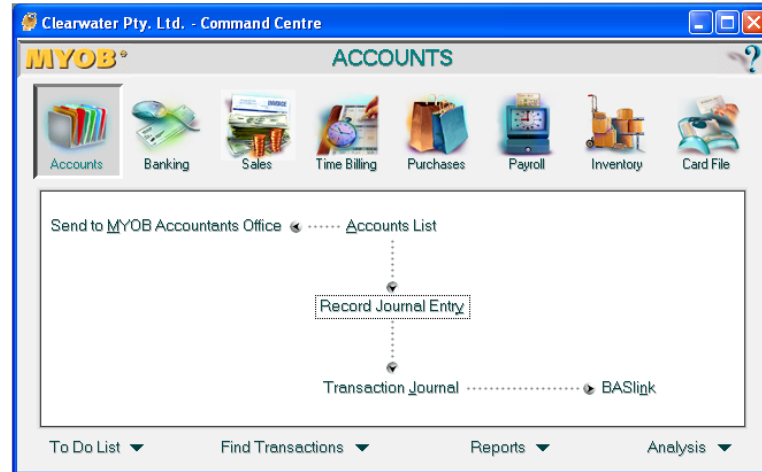 Clearwater Pty. Ltd. - Command Centre
MYOB® ACCOUNTS ?
INVOICE
Accounts Banking Sales Time Billing Purchases Payroll Inventory Card File
Send to MYOB Accountants Office Accounts List
Record Journal Entry
Transaction Journal BASlink
To Do List Find Transactions Reports Analysis